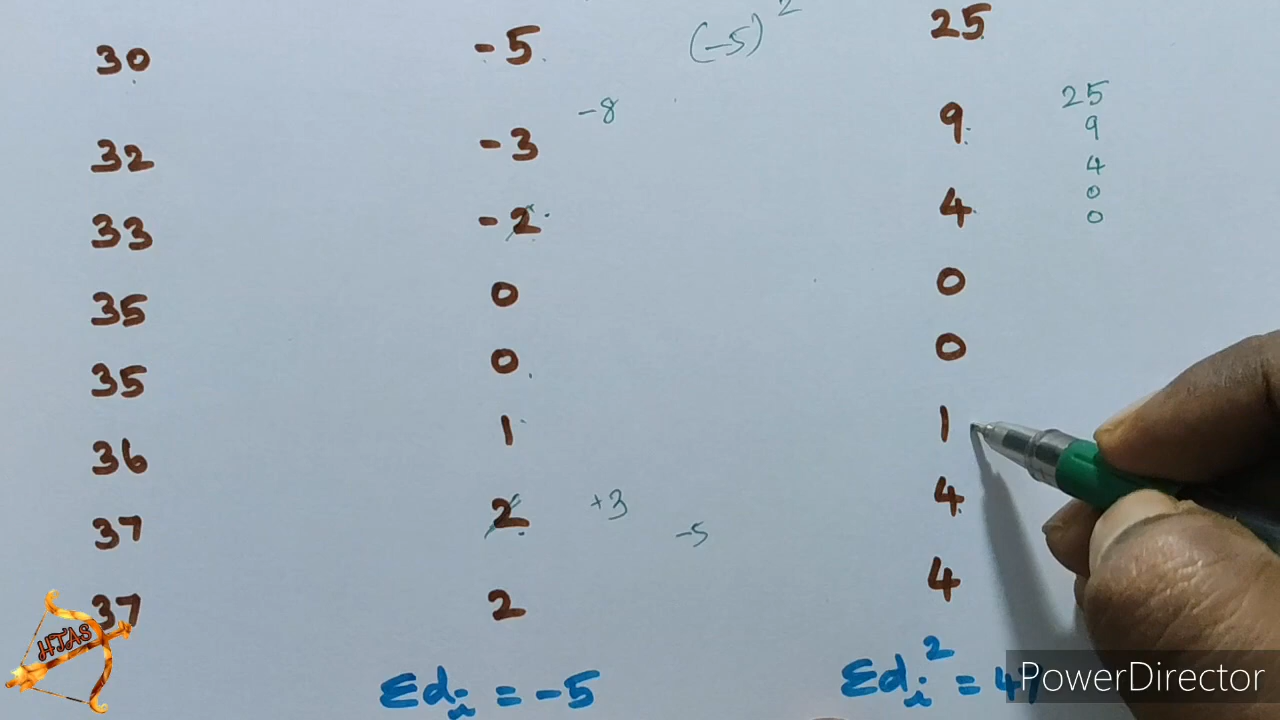 30 -5 (-5)² 25
-8 25
32 -3 9 9
33 -2 4 4
0
0
35 0 0
35 0 0
36 1 1
37 2 +3 -5 4
37 2 4
HTAS
Σdᵢ = -5 Σdᵢ² = 47
PowerDirector